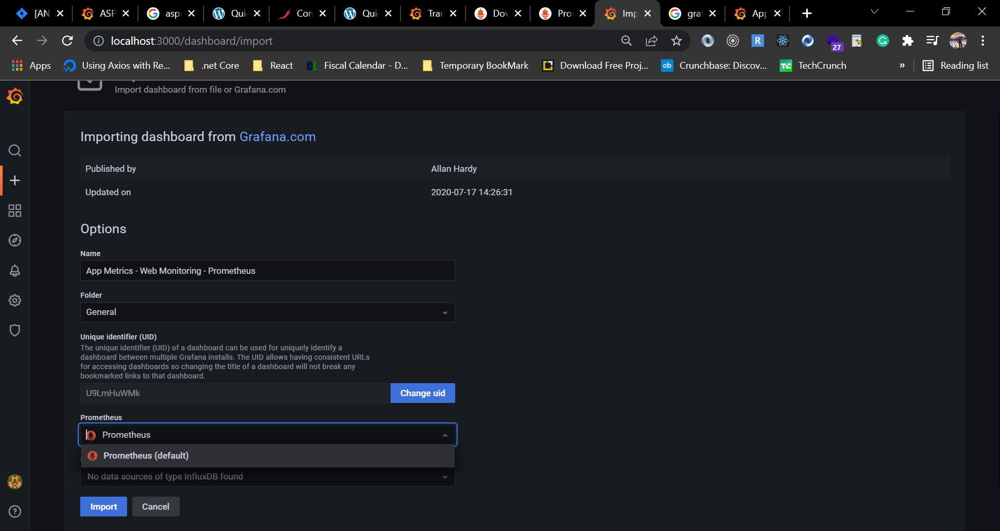 [AN
ASP
asp
Qui
Con
Qui
Tra
Dov
Pro
Imp
gra
App
localhost:3000/dashboard/import
R
27
Apps
Using Axios with Re...
.net Core
React
CL
Fiscal Calendar - D...
Temporary BookMark
Download Free Proj...
cb
Crunchbase: Discov...
TC
TechCrunch
»
Reading list
Import dashboard from file or Grafana.com
Importing dashboard from Grafana.com
Published by
Allan Hardy
Updated on
2020-07-17 14:26:31
Options
Name
App Metrics - Web Monitoring - Prometheus
Folder
General
Unique identifier (UID)
The unique identifier (UID) of a dashboard can be used for uniquely identify a
dashboard between multiple Grafana installs. The UID allows having consistent URLs
for accessing dashboards so changing the title of a dashboard will not break any
bookmarked links to that dashboard.
U9LmHuWMk
Change uid
Prometheus
Prometheus
Prometheus (default)
No data sources of type InfluxDB found
Import
Cancel